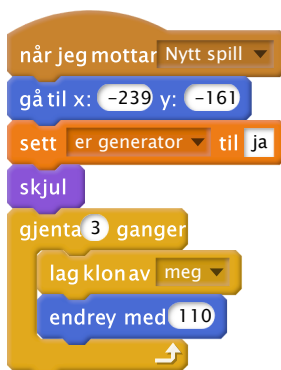 når jeg mottar Nytt spill
gå til x: -239 y: -161
sett er generator til ja
skjul
gjenta 3 ganger
lag klon av meg
endre y med 110